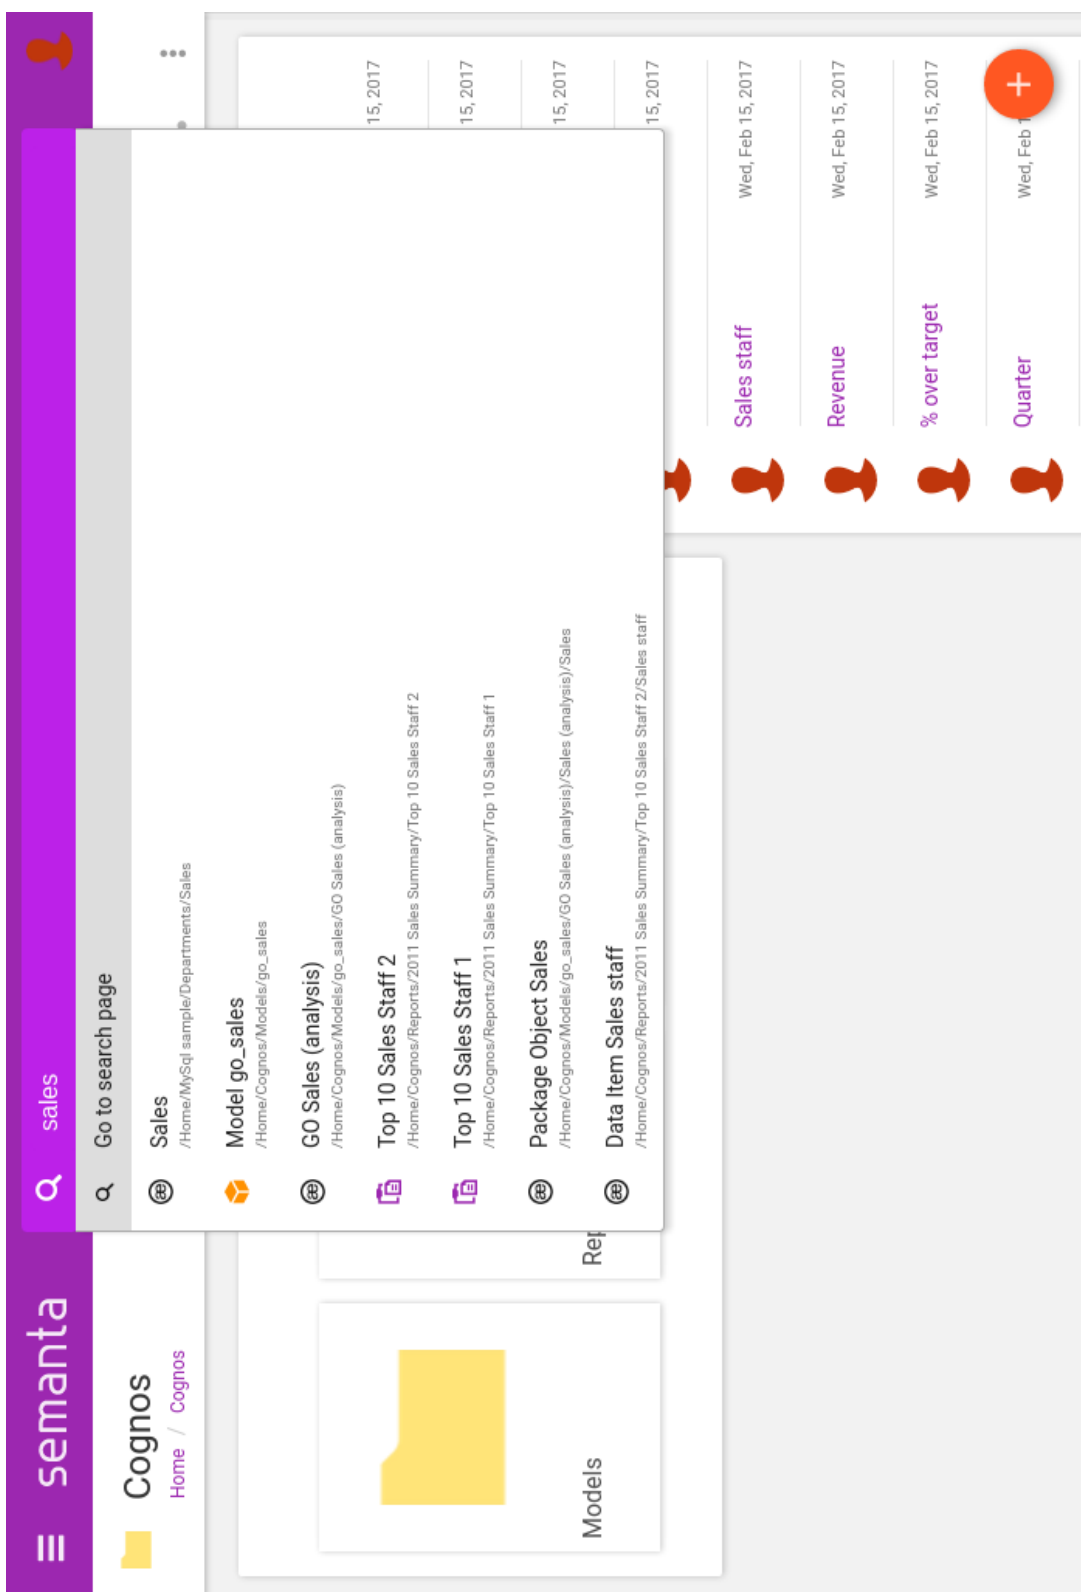 semanta
sales
Cognos
Home / Cognos
Go to search page
Sales
/Home/MySql sample/Departments/Sales
Model go_sales
/Home/Cognos/Models/go_sales
GO Sales (analysis)
/Home/Cognos/Models/go_sales/GO Sales (analysis)
Top 10 Sales Staff 2
/Home/Cognos/Reports/2011 Sales Summary/Top 10 Sales Staff 2
Top 10 Sales Staff 1
/Home/Cognos/Reports/2011 Sales Summary/Top 10 Sales Staff 1
Package Object Sales
/Home/Cognos/Models/go_sales/GO Sales (analysis)/Sales (analysis)/Sales
Data Item Sales staff
/Home/Cognos/Reports/2011 Sales Summary/Top 10 Sales Staff 2/Sales staff
Models
Rep
15, 2017
15, 2017
15, 2017
15, 2017
Sales staff Wed, Feb 15, 2017
Revenue Wed, Feb 15, 2017
% over target Wed, Feb 15, 2017
Quarter Wed, Feb 1